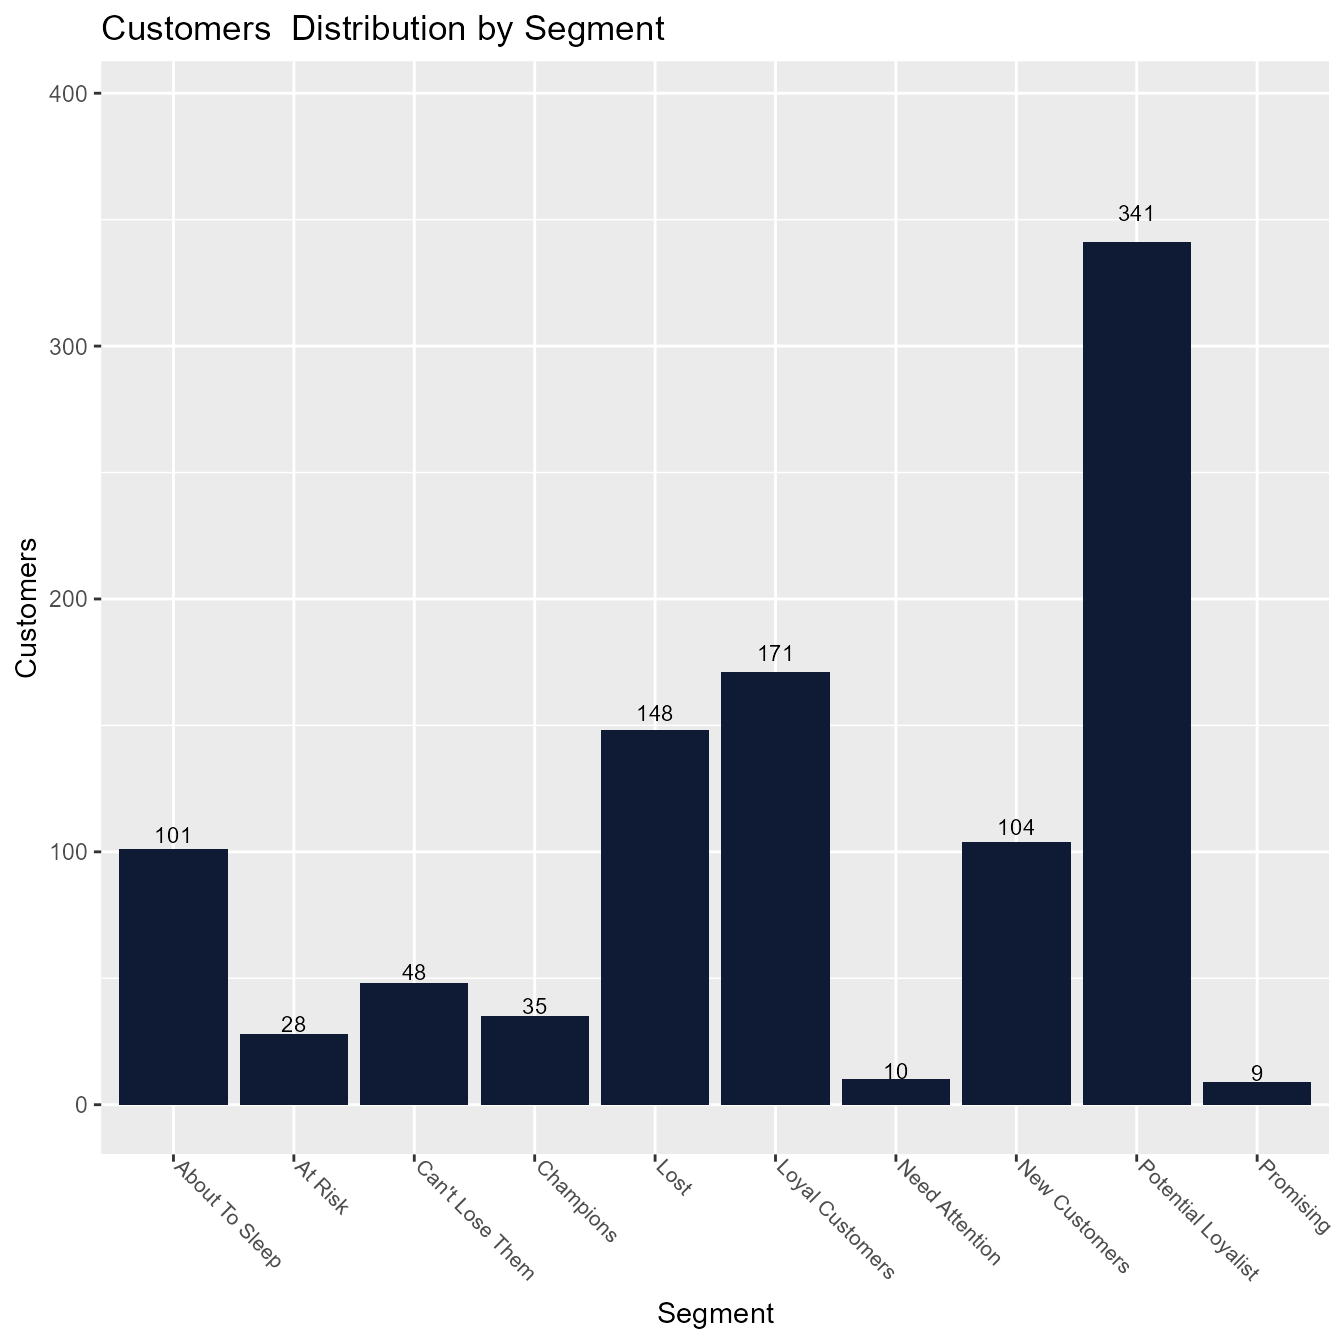 Customers  Distribution by Segment
400
300
200
100
0
Customers
101
28
48
35
148
171
10
104
341
9
About To Sleep
At Risk
Can't Lose Them
Champions
Lost
Loyal Customers
Need Attention
New Customers
Potential Loyalist
Promising
Segment